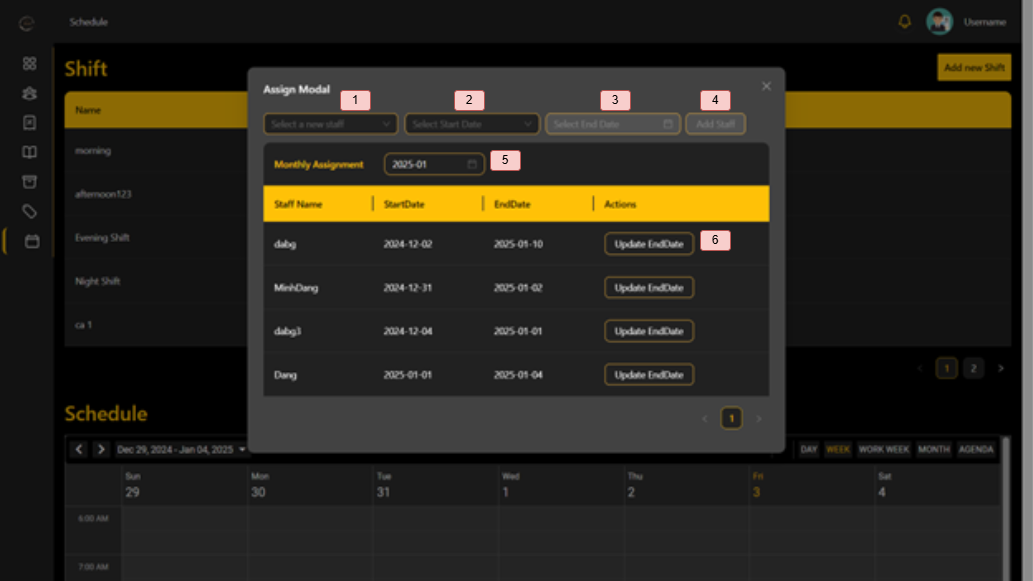 Schedule
Username
Shift
Add new Shift
Name
morning
afternoon123
Evening Shift
Night Shift
ca 1
1 2
Assign Modal
1 2 3 4
Select a new staff Select Start Date Select End Date Add Staff
Monthly Assignment 2025-01 5
Staff Name StartDate EndDate Actions
dabg 2024-12-02 2025-01-10 Update EndDate 6
MinhDang 2024-12-31 2025-01-02 Update EndDate
dabg3 2024-12-04 2025-01-01 Update EndDate
Dang 2025-01-01 2025-01-04 Update EndDate
1
Schedule
Dec 29, 2024 - Jan 04, 2025 DAY WEEK WORK WEEK MONTH AGENDA
Sun Mon Tue Wed Thu Fri Sat
29 30 31 1 2 3 4
6:00 AM
7:00 AM